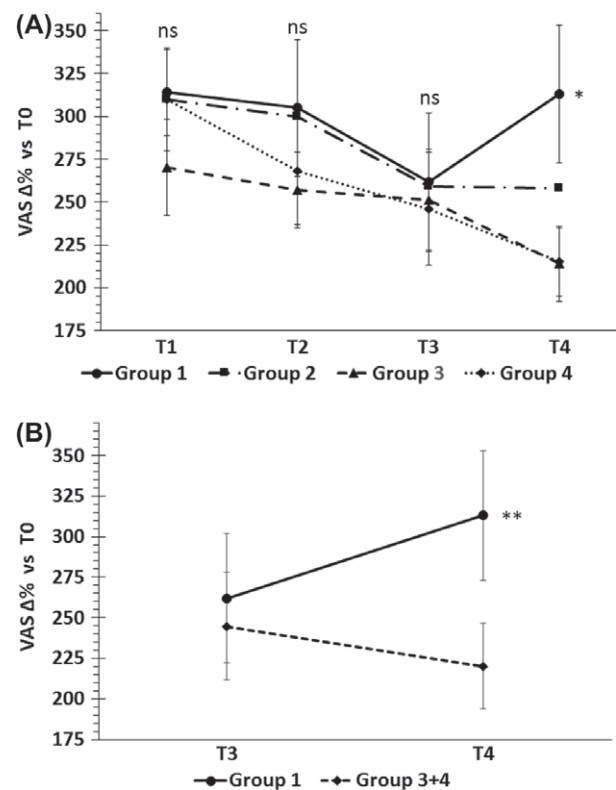 (A)
VAS Δ% vs T0
350
325
300
275
250
225
200
175
ns
ns
ns
*
T1 T2 T3 T4
Group 1 Group 2 Group 3 Group 4
(B)
VAS Δ% vs T0
350
325
300
275
250
225
200
175
**
T3 T4
Group 1 Group 3+4